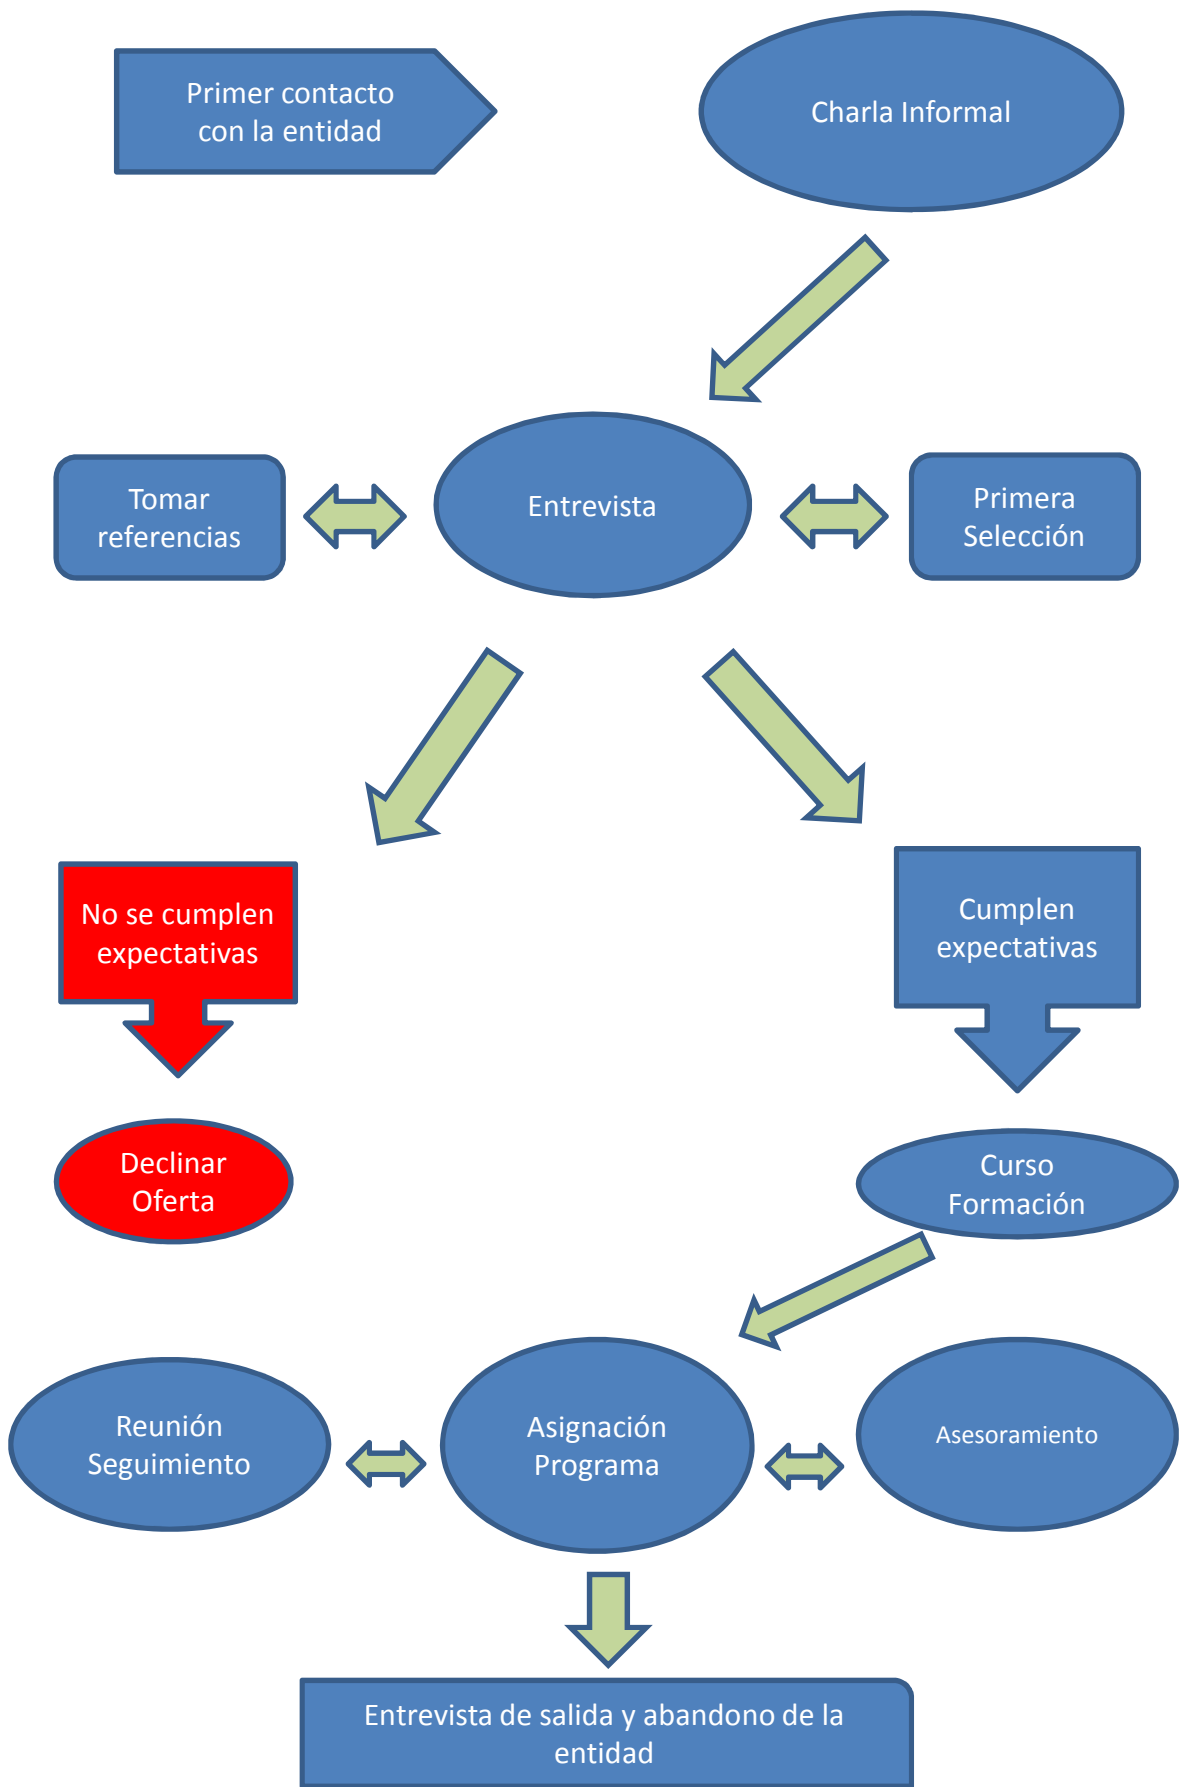 Primer contacto
con la entidad
Charla Informal
Tomar
referencias
Entrevista
Primera
Selección
No se cumplen
expectativas
Cumplen
expectativas
Declinar
Oferta
Curso
Formación
Reunión
Seguimiento
Asignación
Programa
Asesoramiento
Entrevista de salida y abandono de la
entidad